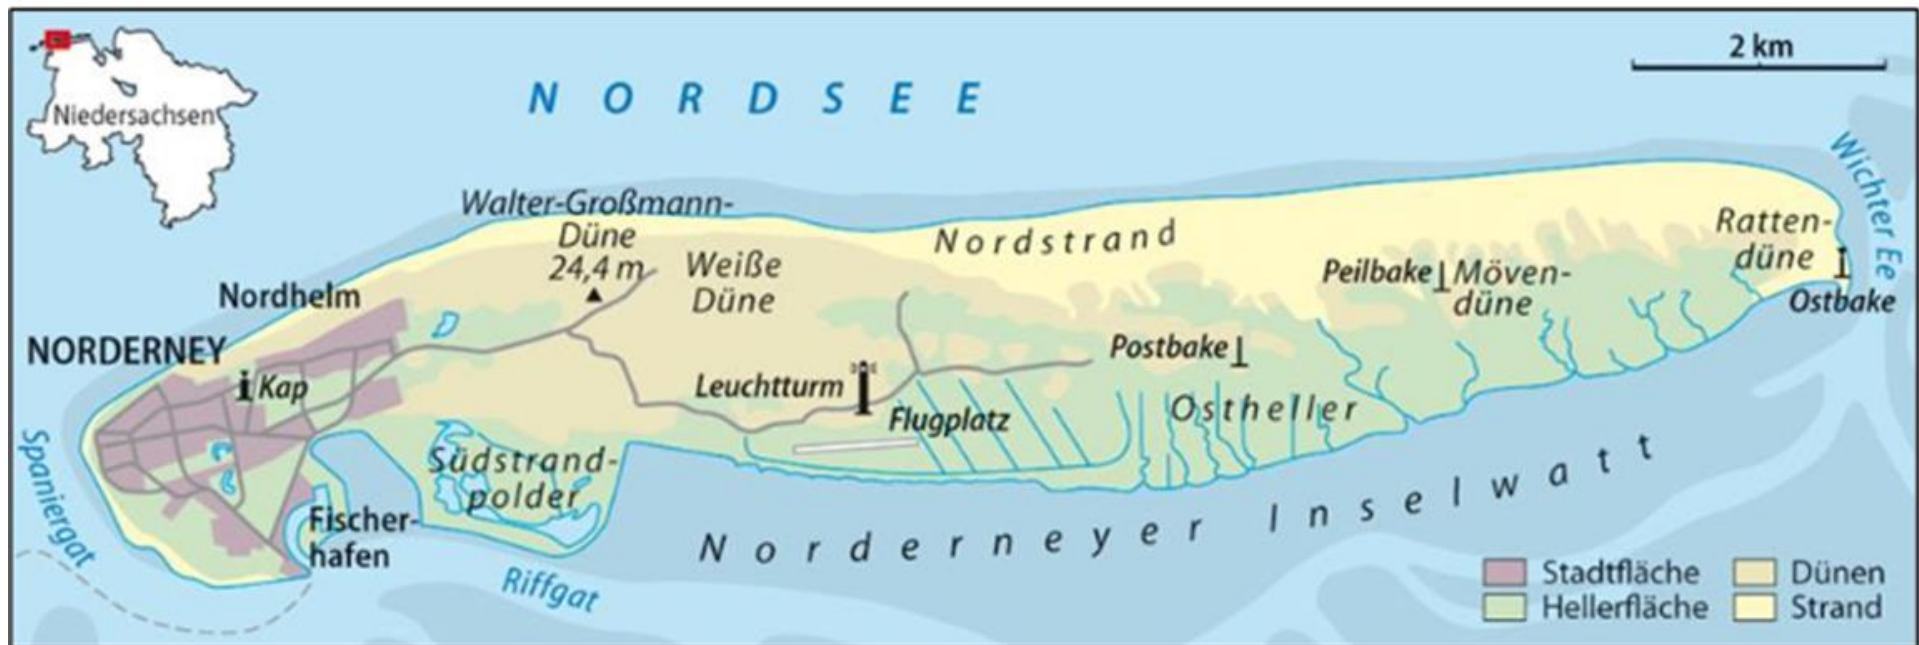 Niedersachsen
NORDSEE
2 km
Wichter Ee
Walter-Großmann-
Düne
24,4 m
Weiße
Düne
Nordstrand
Ratten-
düne
Peilbake
Möven-
düne
Ostbake
Nordhelm
NORDERNEY
Kap
Postbake
Leuchtturm
Flugplatz
Ostheller
Spaniergat
Südstrand-
polder
Fischer-
hafen
Norderneyer Inselwatt
Riffgat
Stadtfläche
Dünen
Hellerfläche
Strand